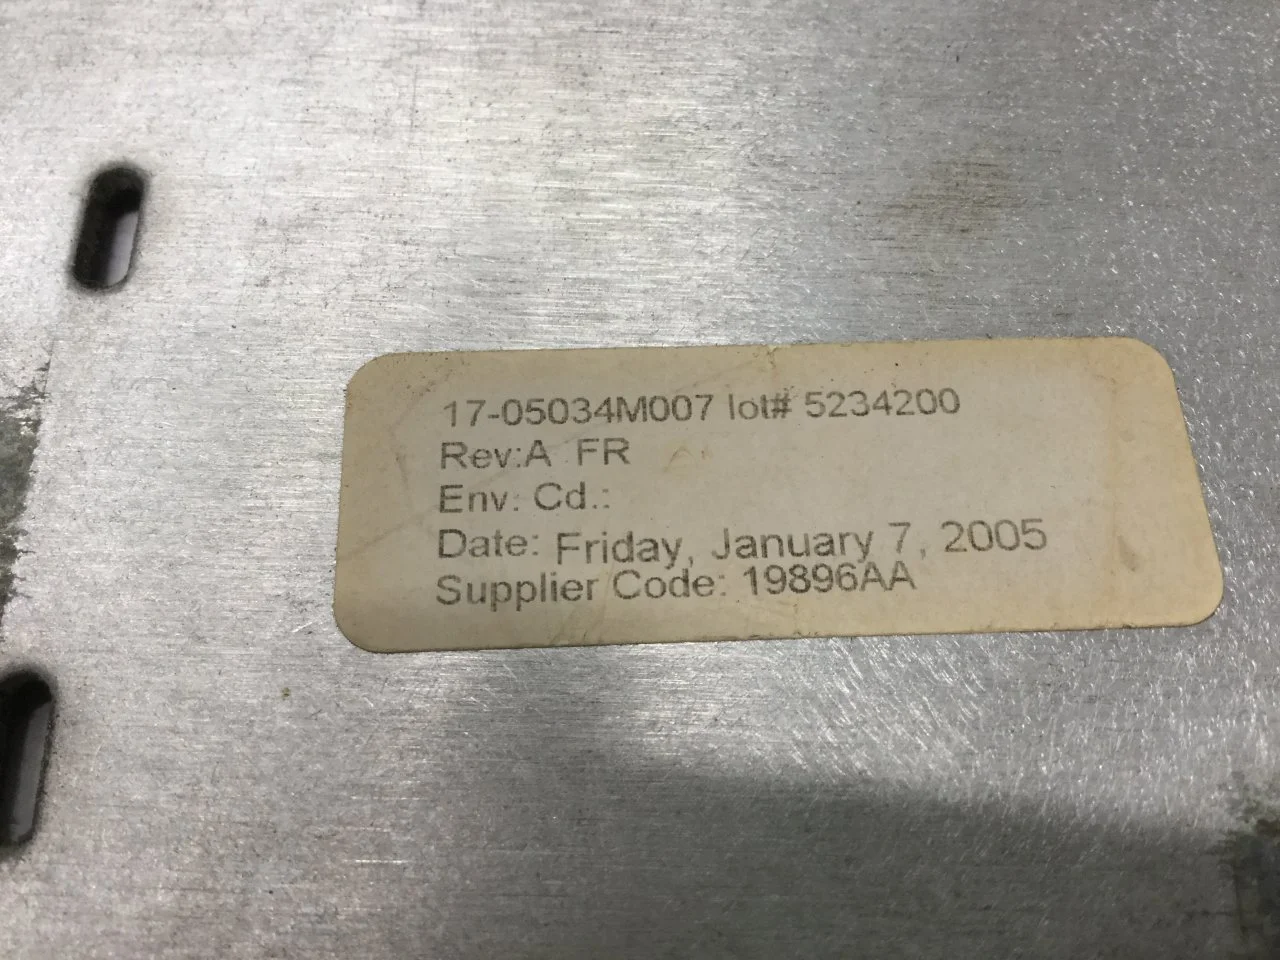 17-05034M007 lot# 5234200
Rev:A FR
Env: Cd.:
Date: Friday, January 7, 2005
Supplier Code: 19896AA